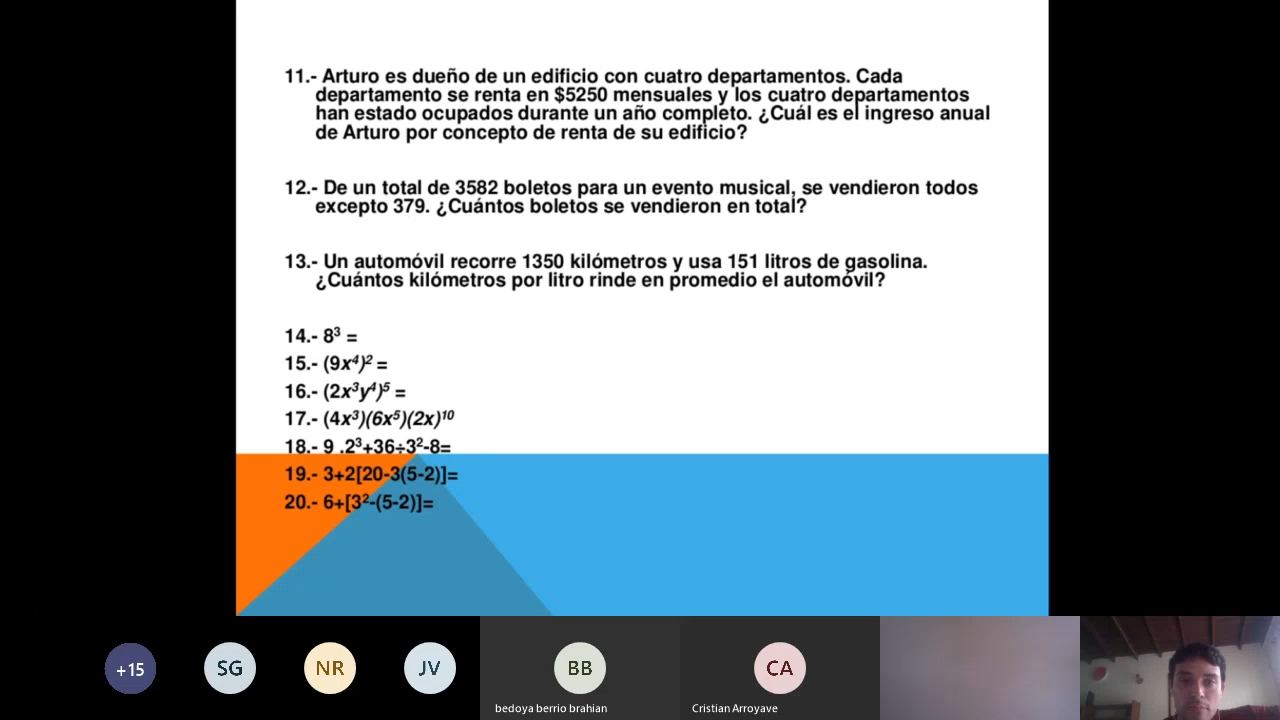 11.- Arturo es dueño de un edificio con cuatro departamentos. Cada
departamento se renta en $5250 mensuales y los cuatro departamentos
han estado ocupados durante un año completo. ¿Cuál es el ingreso anual
de Arturo por concepto de renta de su edificio?
12.- De un total de 3582 boletos para un evento musical, se vendieron todos
excepto 379. ¿Cuántos boletos se vendieron en total?
13.- Un automóvil recorre 1350 kilómetros y usa 151 litros de gasolina.
¿Cuántos kilómetros por litro rinde en promedio el automóvil?
14.- 8³ =
15.- (9x⁴)² =
16.- (2x³y⁴)⁵ =
17.- (4x³)(6x⁵)(2x)¹⁰
18.- 9 .2³+36÷3²-8=
19.- 3+2[20-3(5-2)]=
20.- 6+[3²-(5-2)]=
+15
SG
NR
JV
BB
CA
bedoya berrio brahian
Cristian Arroyave